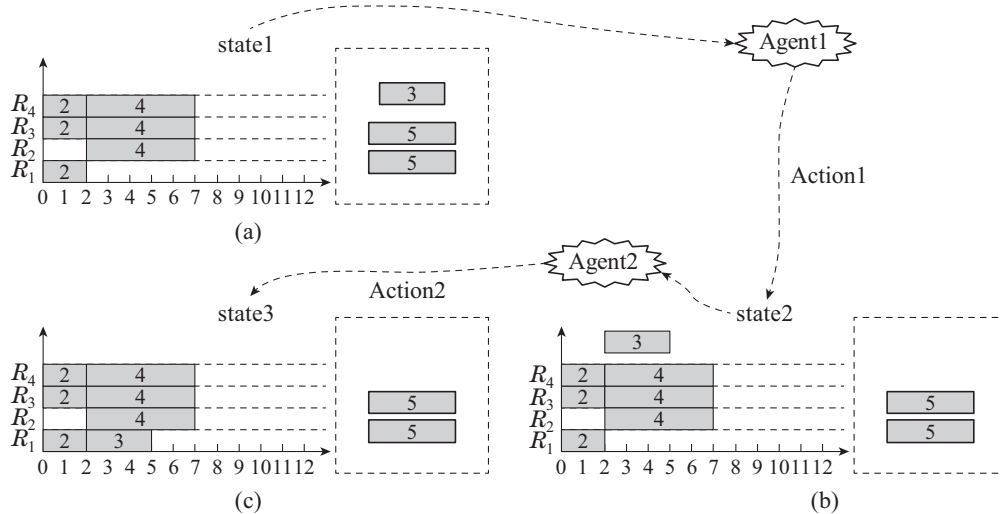 state1
Agent1
R4 2 4
R3 2 4
R2 4
R1 2
0 1 2 3 4 5 6 7 8 9 10 11 12
3
5
5
(a)
Action1
Agent2
Action2
state3
state2
R4 2 4
R3 2 4
R2 4
R1 2 3
0 1 2 3 4 5 6 7 8 9 10 11 12
5
5
(c)
3
R4 2 4
R3 2 4
R2 4
R1 2
0 1 2 3 4 5 6 7 8 9 10 11 12
5
5
(b)